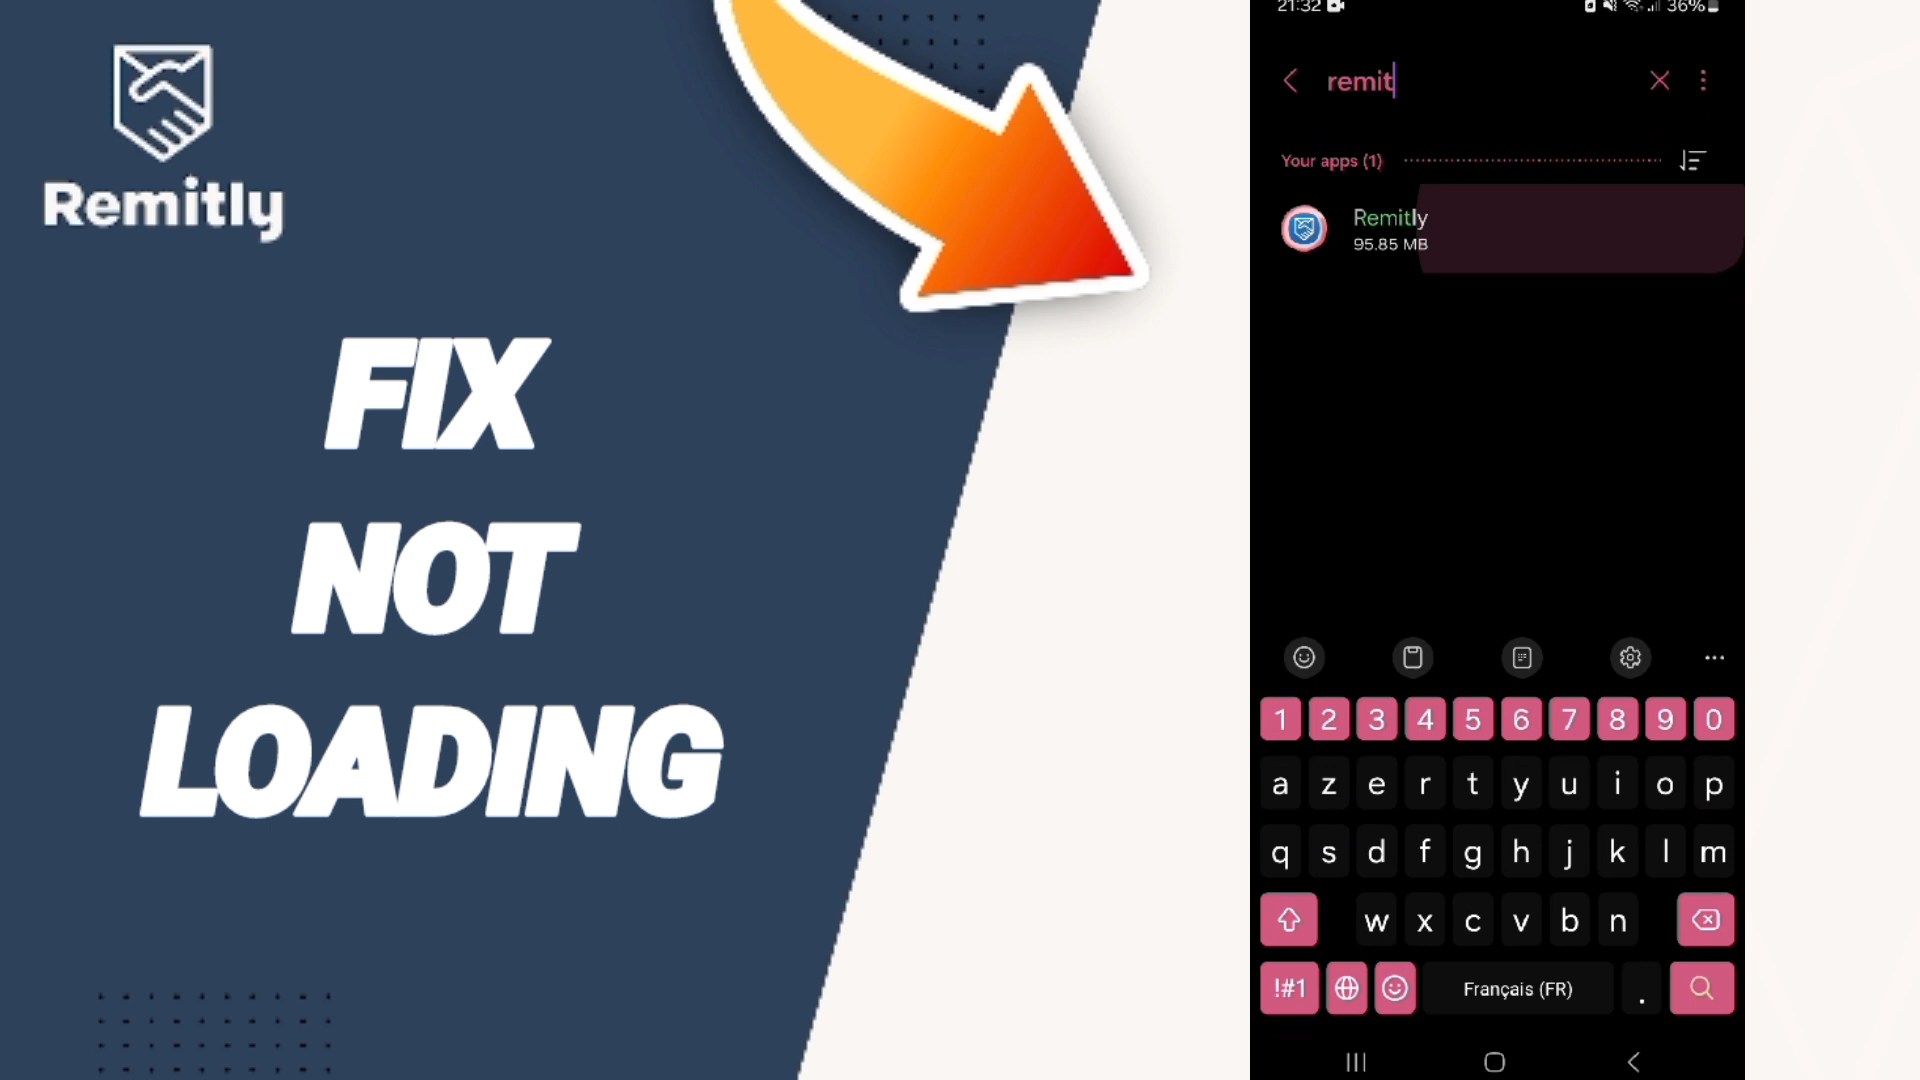 Remitly
FIX
NOT
LOADING
21:32
36%
remit
Your apps (1)
Remitly
95.85 MB
1 2 3 4 5 6 7 8 9 0
a z e r t y u i o p
q s d f g h j k l m
w x c v b n
!#1 Français (FR) .